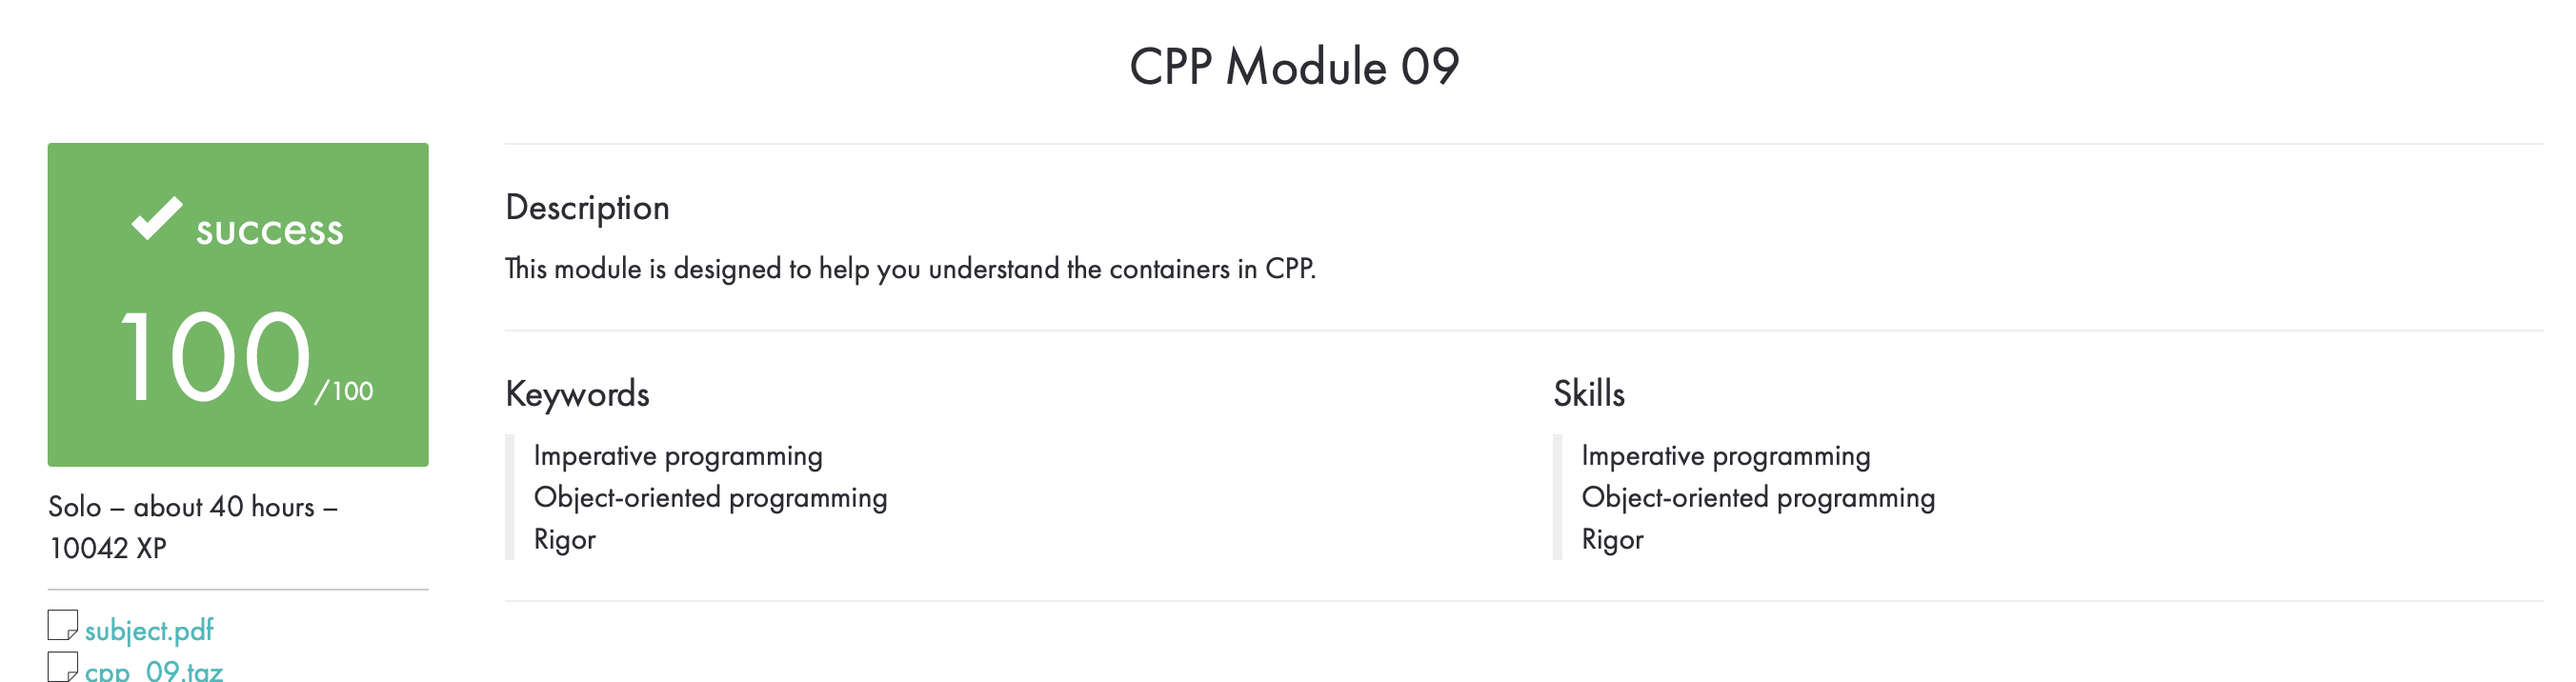 CPP Module 09
success
100/100
Solo – about 40 hours –
10042 XP
subject.pdf
cpp_09.tgz
Description
This module is designed to help you understand the containers in CPP.
Keywords
Imperative programming
Object-oriented programming
Rigor
Skills
Imperative programming
Object-oriented programming
Rigor